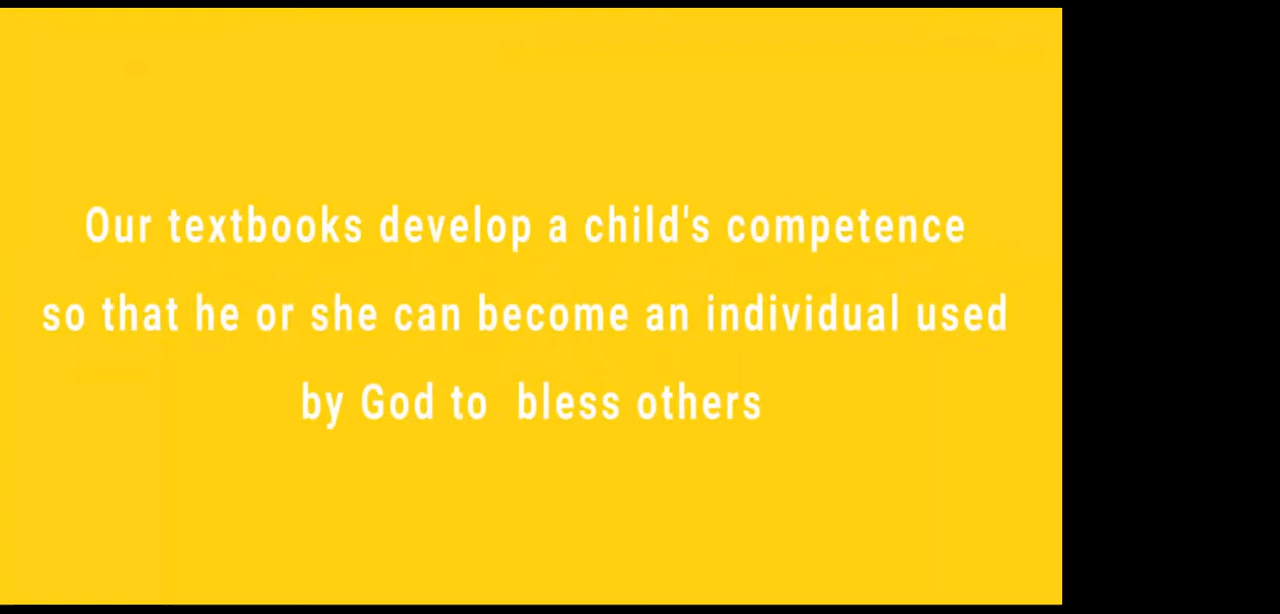 Our textbooks develop a child's competence
so that he or she can become an individual used
by God to  bless others